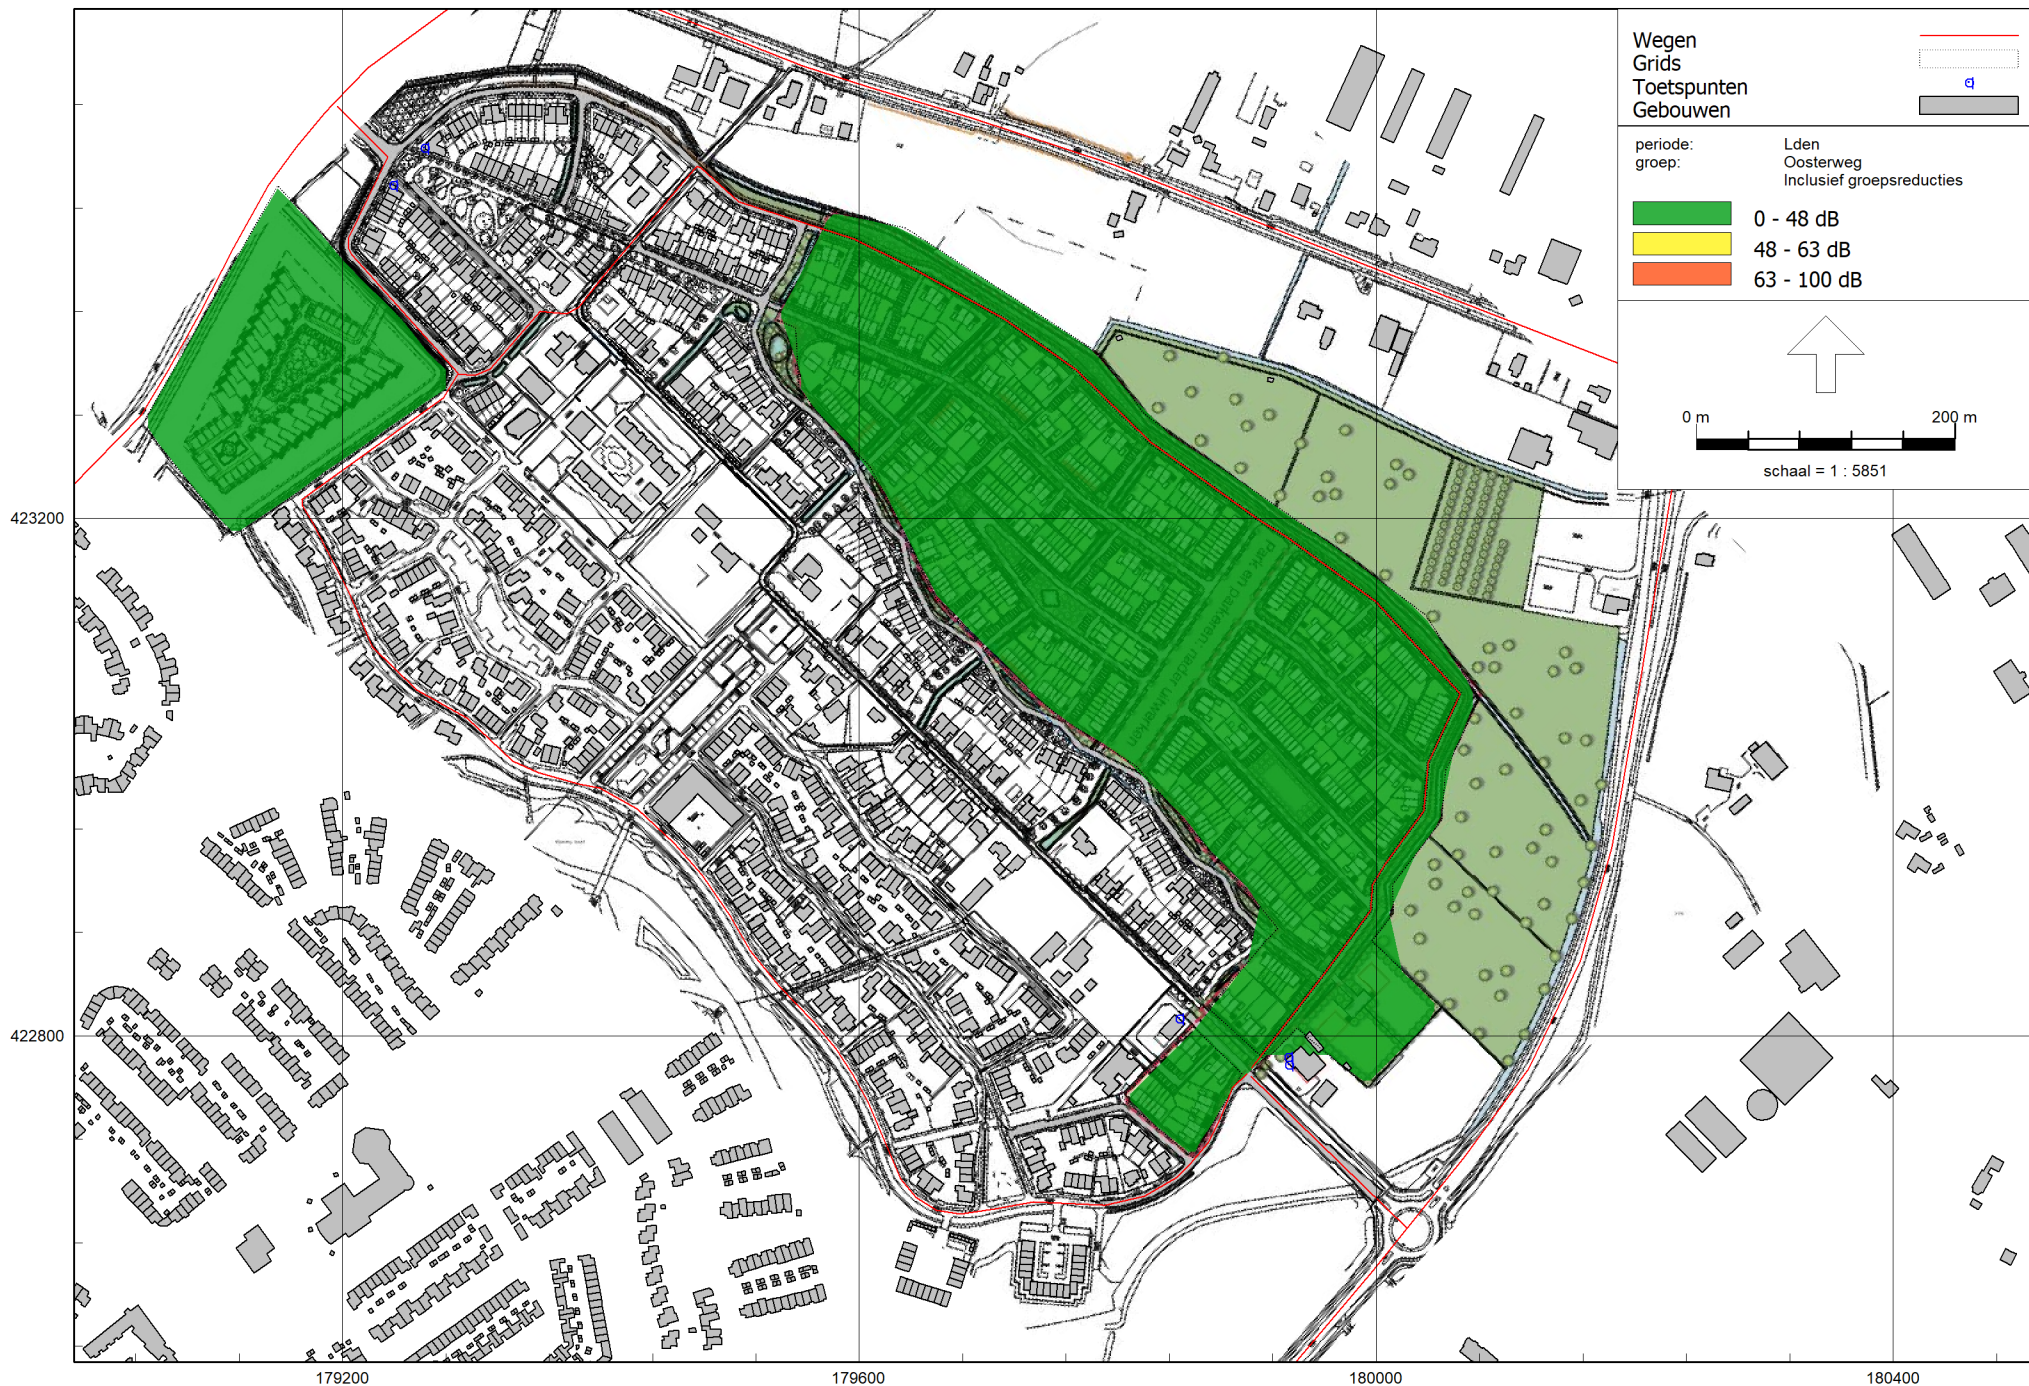 Wegen
Grids
Toetspunten
Gebouwen
periode: Lden
groep: Oosterweg
Inclusief groepsreducties
0 - 48 dB
48 - 63 dB
63 - 100 dB
0 m 200 m
schaal = 1 : 5851
423200
422800
179200 179600 180000 180400